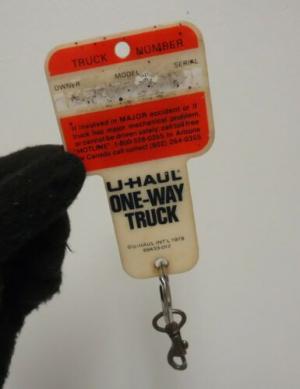 TRUCK NUMBER
OWNER MODEL SERIAL
If involved in MAJOR accident or if
truck has major mechanical problem,
or cannot be driven safely, call toll free
"HOTLINE" 1-800-528-0355. In Arizona
or Canada call collect (602) 264-0355
U-HAUL
ONE-WAY
TRUCK
©U-HAUL INT'L 1978